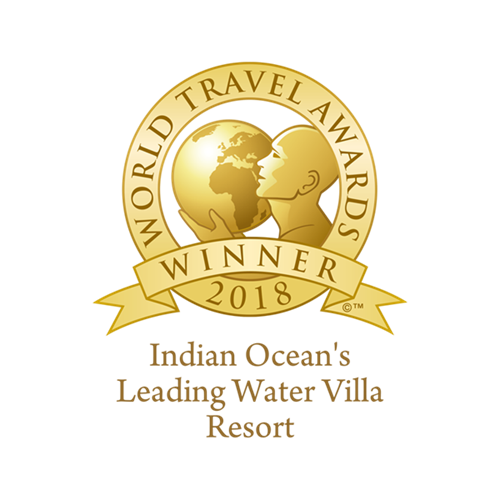 WORLD TRAVEL AWARDS
WINNER
2018
©™
Indian Ocean's
Leading Water Villa
Resort